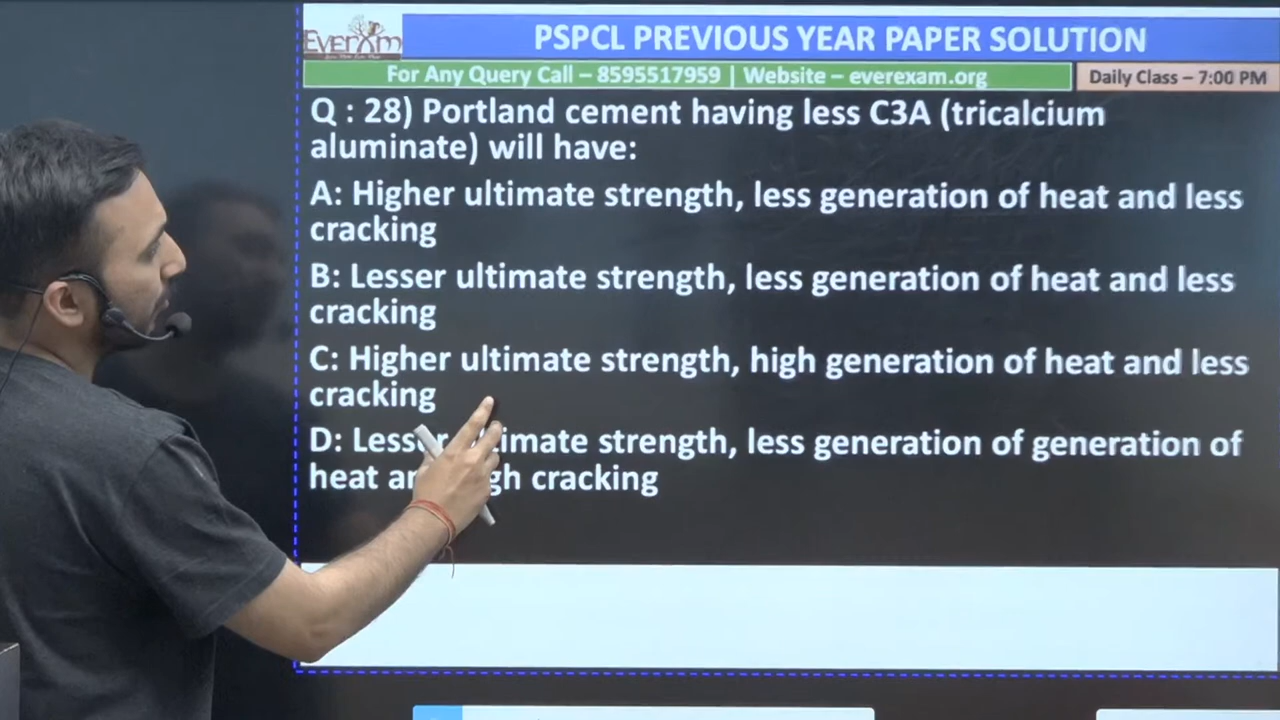 EVEREXAM
PSPCL PREVIOUS YEAR PAPER SOLUTION
For Any Query Call – 8595517959 | Website – everexam.org
Daily Class – 7:00 PM
Q : 28) Portland cement having less C3A (tricalcium
aluminate) will have:
A: Higher ultimate strength, less generation of heat and less
cracking
B: Lesser ultimate strength, less generation of heat and less
cracking
C: Higher ultimate strength, high generation of heat and less
cracking
D: Lesser ultimate strength, less generation of generation of
heat and high cracking